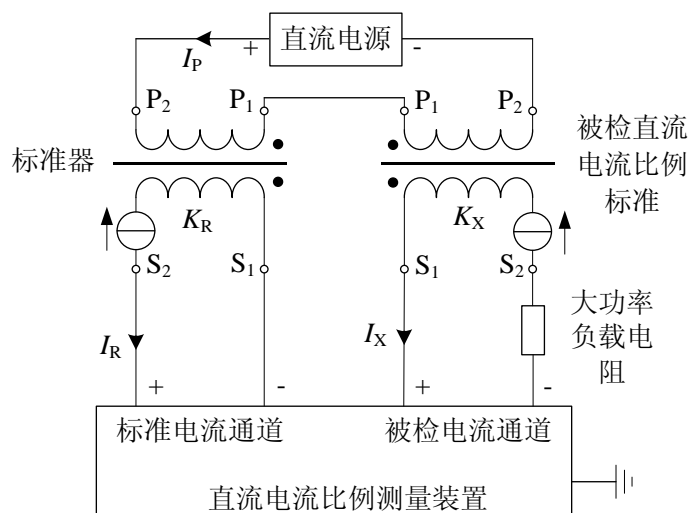 直流电源
+
-
I_P
P₂
P₁
P₁
P₂
标准器
被检直流
电流比例
标准
K_R
K_X
S₂
S₁
S₁
S₂
大功率
负载电
阻
I_R
I_X
+
-
+
-
标准电流通道
被检电流通道
直流电流比例测量装置